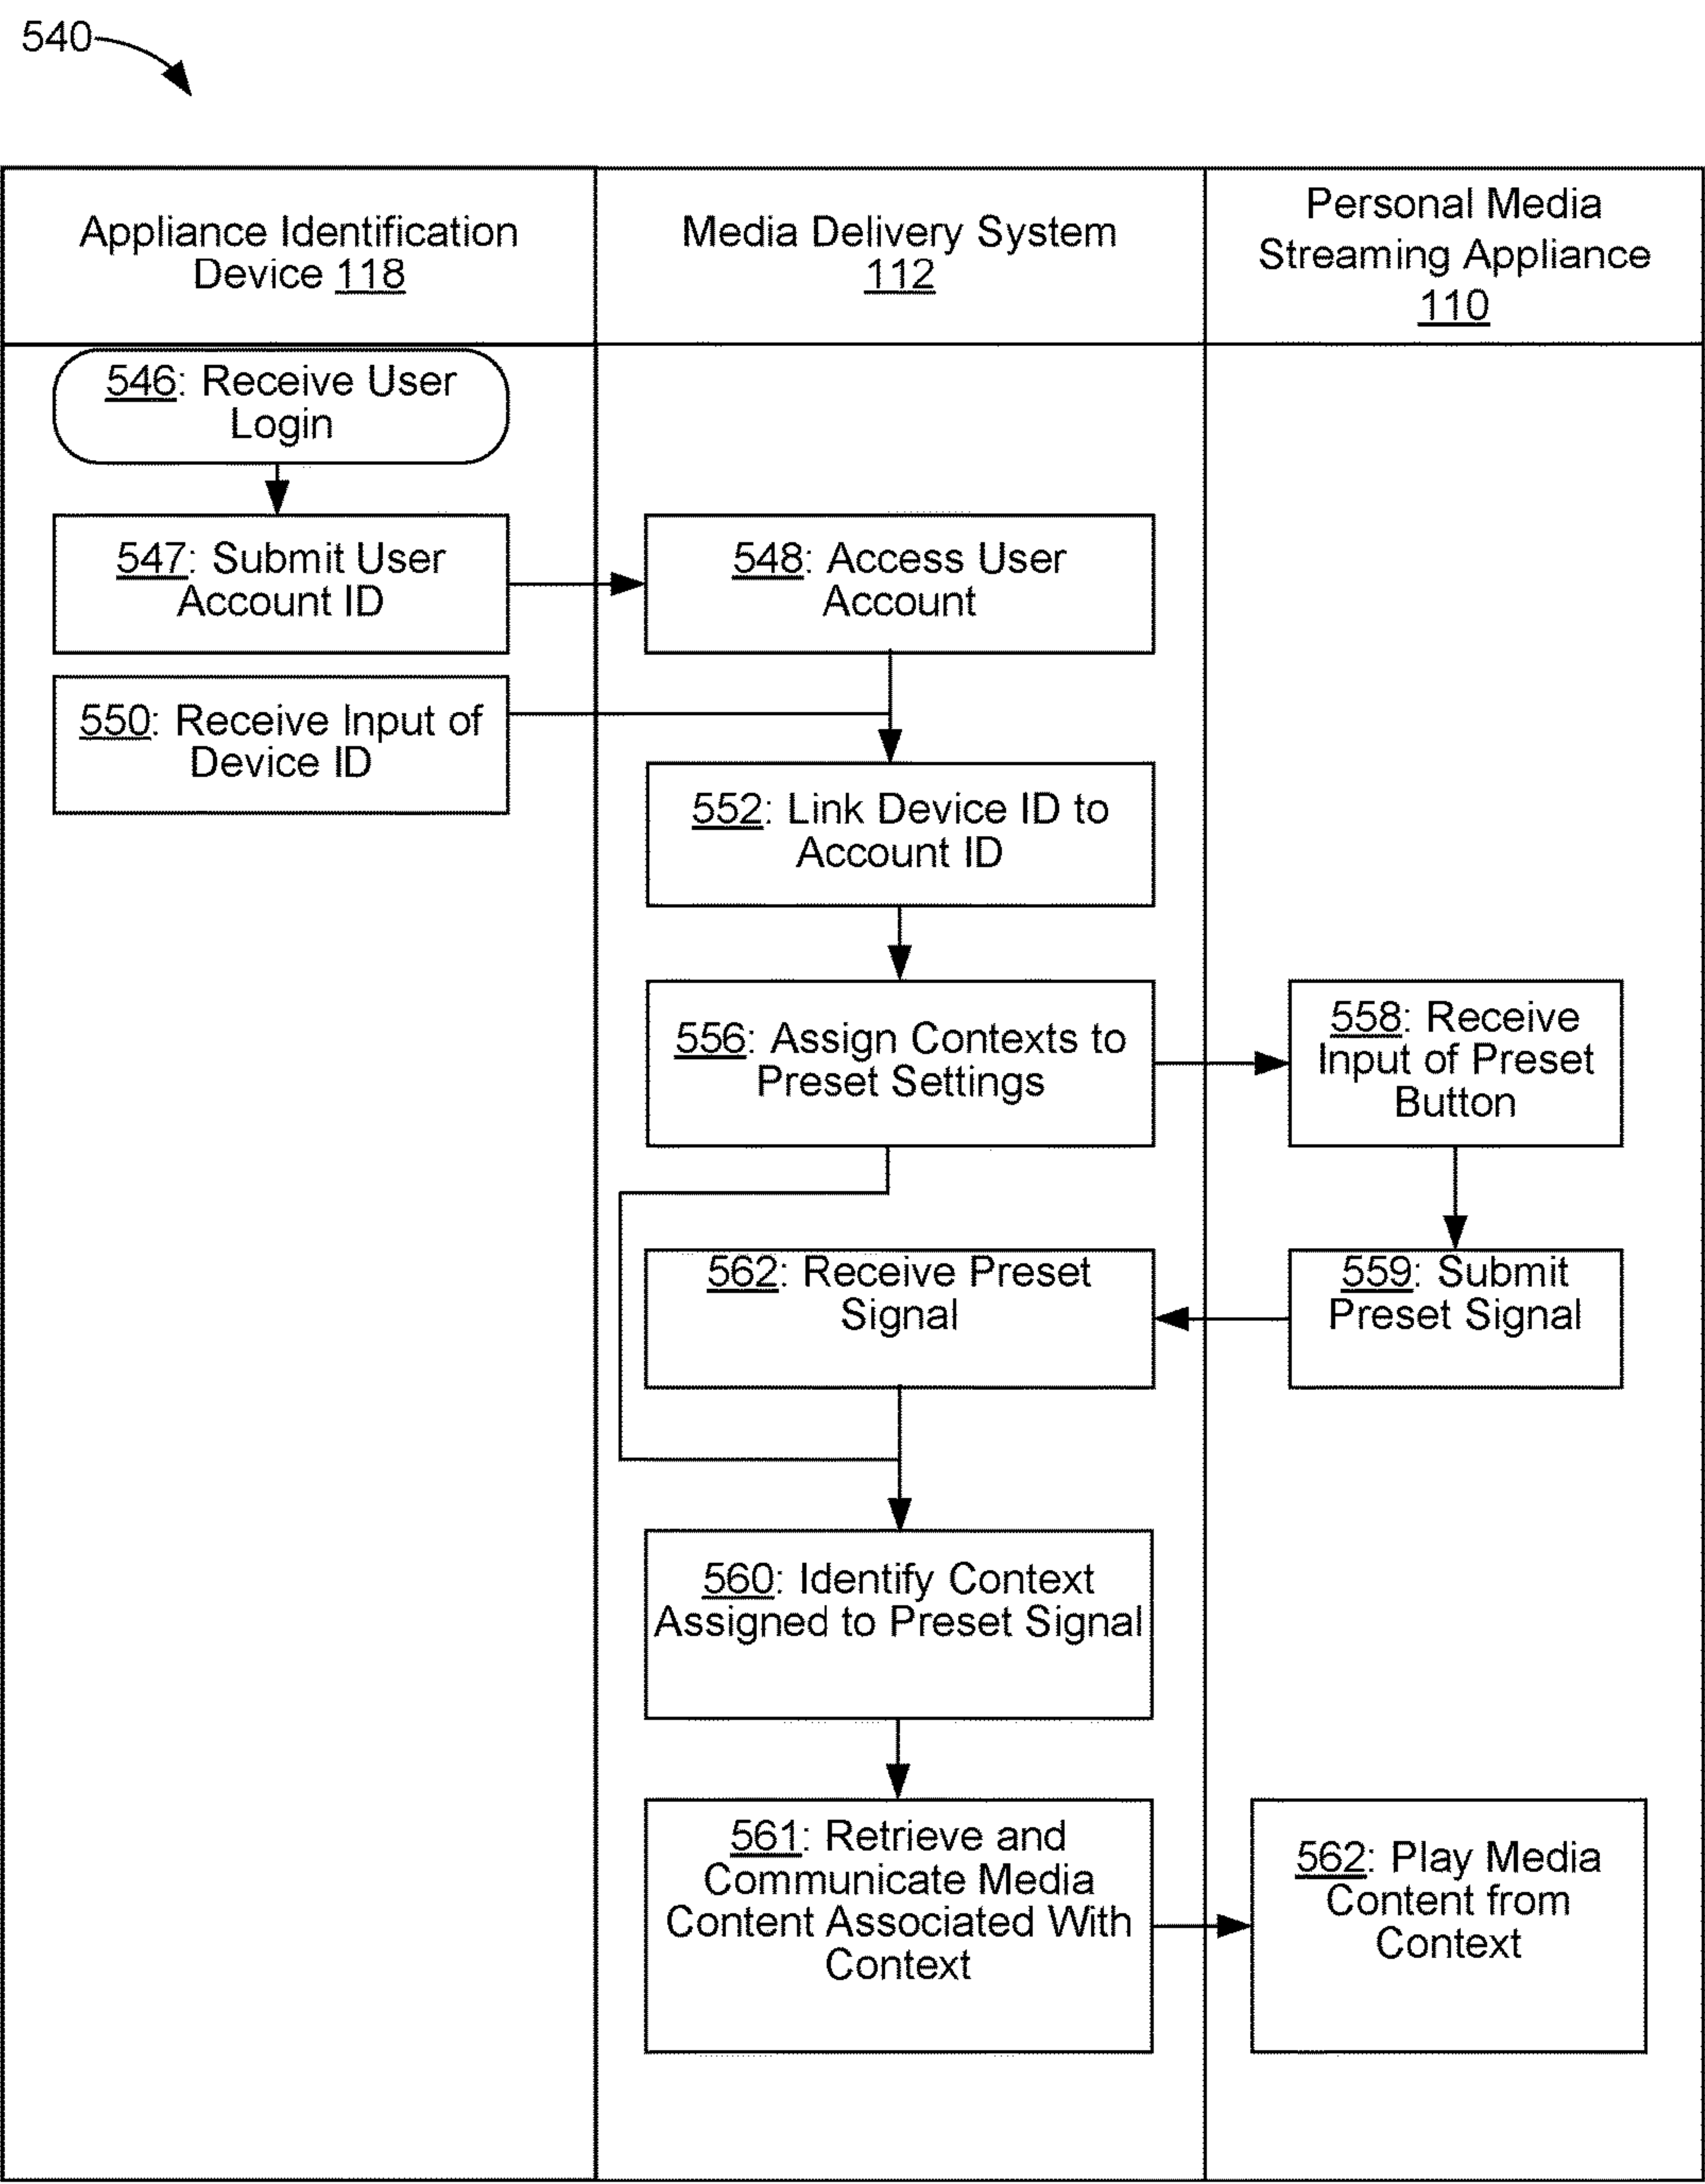 540
Appliance Identification
Device 118
Media Delivery System
112
Personal Media
Streaming Appliance
110
546: Receive User
Login
547: Submit User
Account ID
548: Access User
Account
550: Receive Input of
Device ID
552: Link Device ID to
Account ID
556: Assign Contexts to
Preset Settings
558: Receive
Input of Preset
Button
562: Receive Preset
Signal
559: Submit
Preset Signal
560: Identify Context
Assigned to Preset Signal
561: Retrieve and
Communicate Media
Content Associated With
Context
562: Play Media
Content from
Context